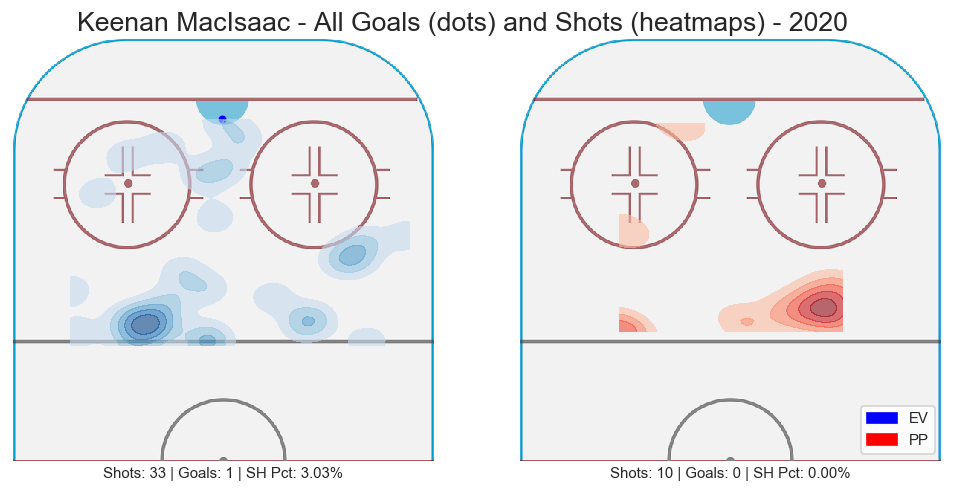 Keenan MacIsaac - All Goals (dots) and Shots (heatmaps) - 2020
EV
PP
Shots: 33 | Goals: 1 | SH Pct: 3.03%
Shots: 10 | Goals: 0 | SH Pct: 0.00%